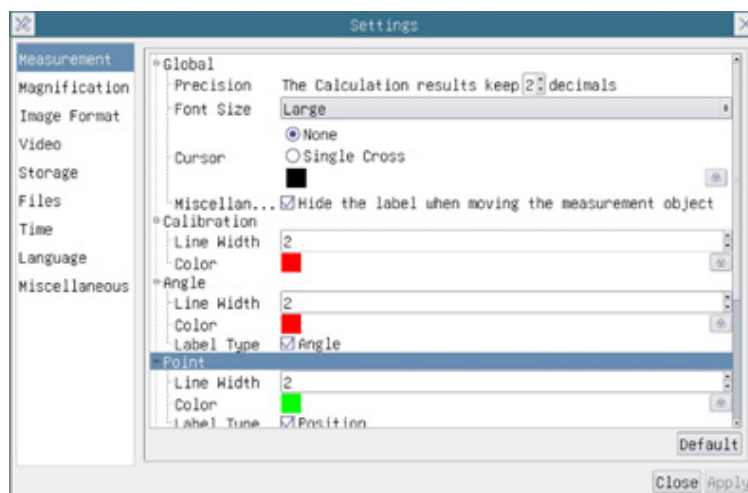 Settings
Measurement
Magnification
Image Format
Video
Storage
Files
Time
Language
Miscellaneous
Global
Precision The Calculation results keep 2 decimals
Font Size Large
None
Cursor Single Cross
Miscellan... Hide the label when moving the measurement object
Calibration
Line Width 2
Color
Angle
Line Width 2
Color
Label Type Angle
Point
Line Width 2
Color
Label Type Position
Default
Close Apply